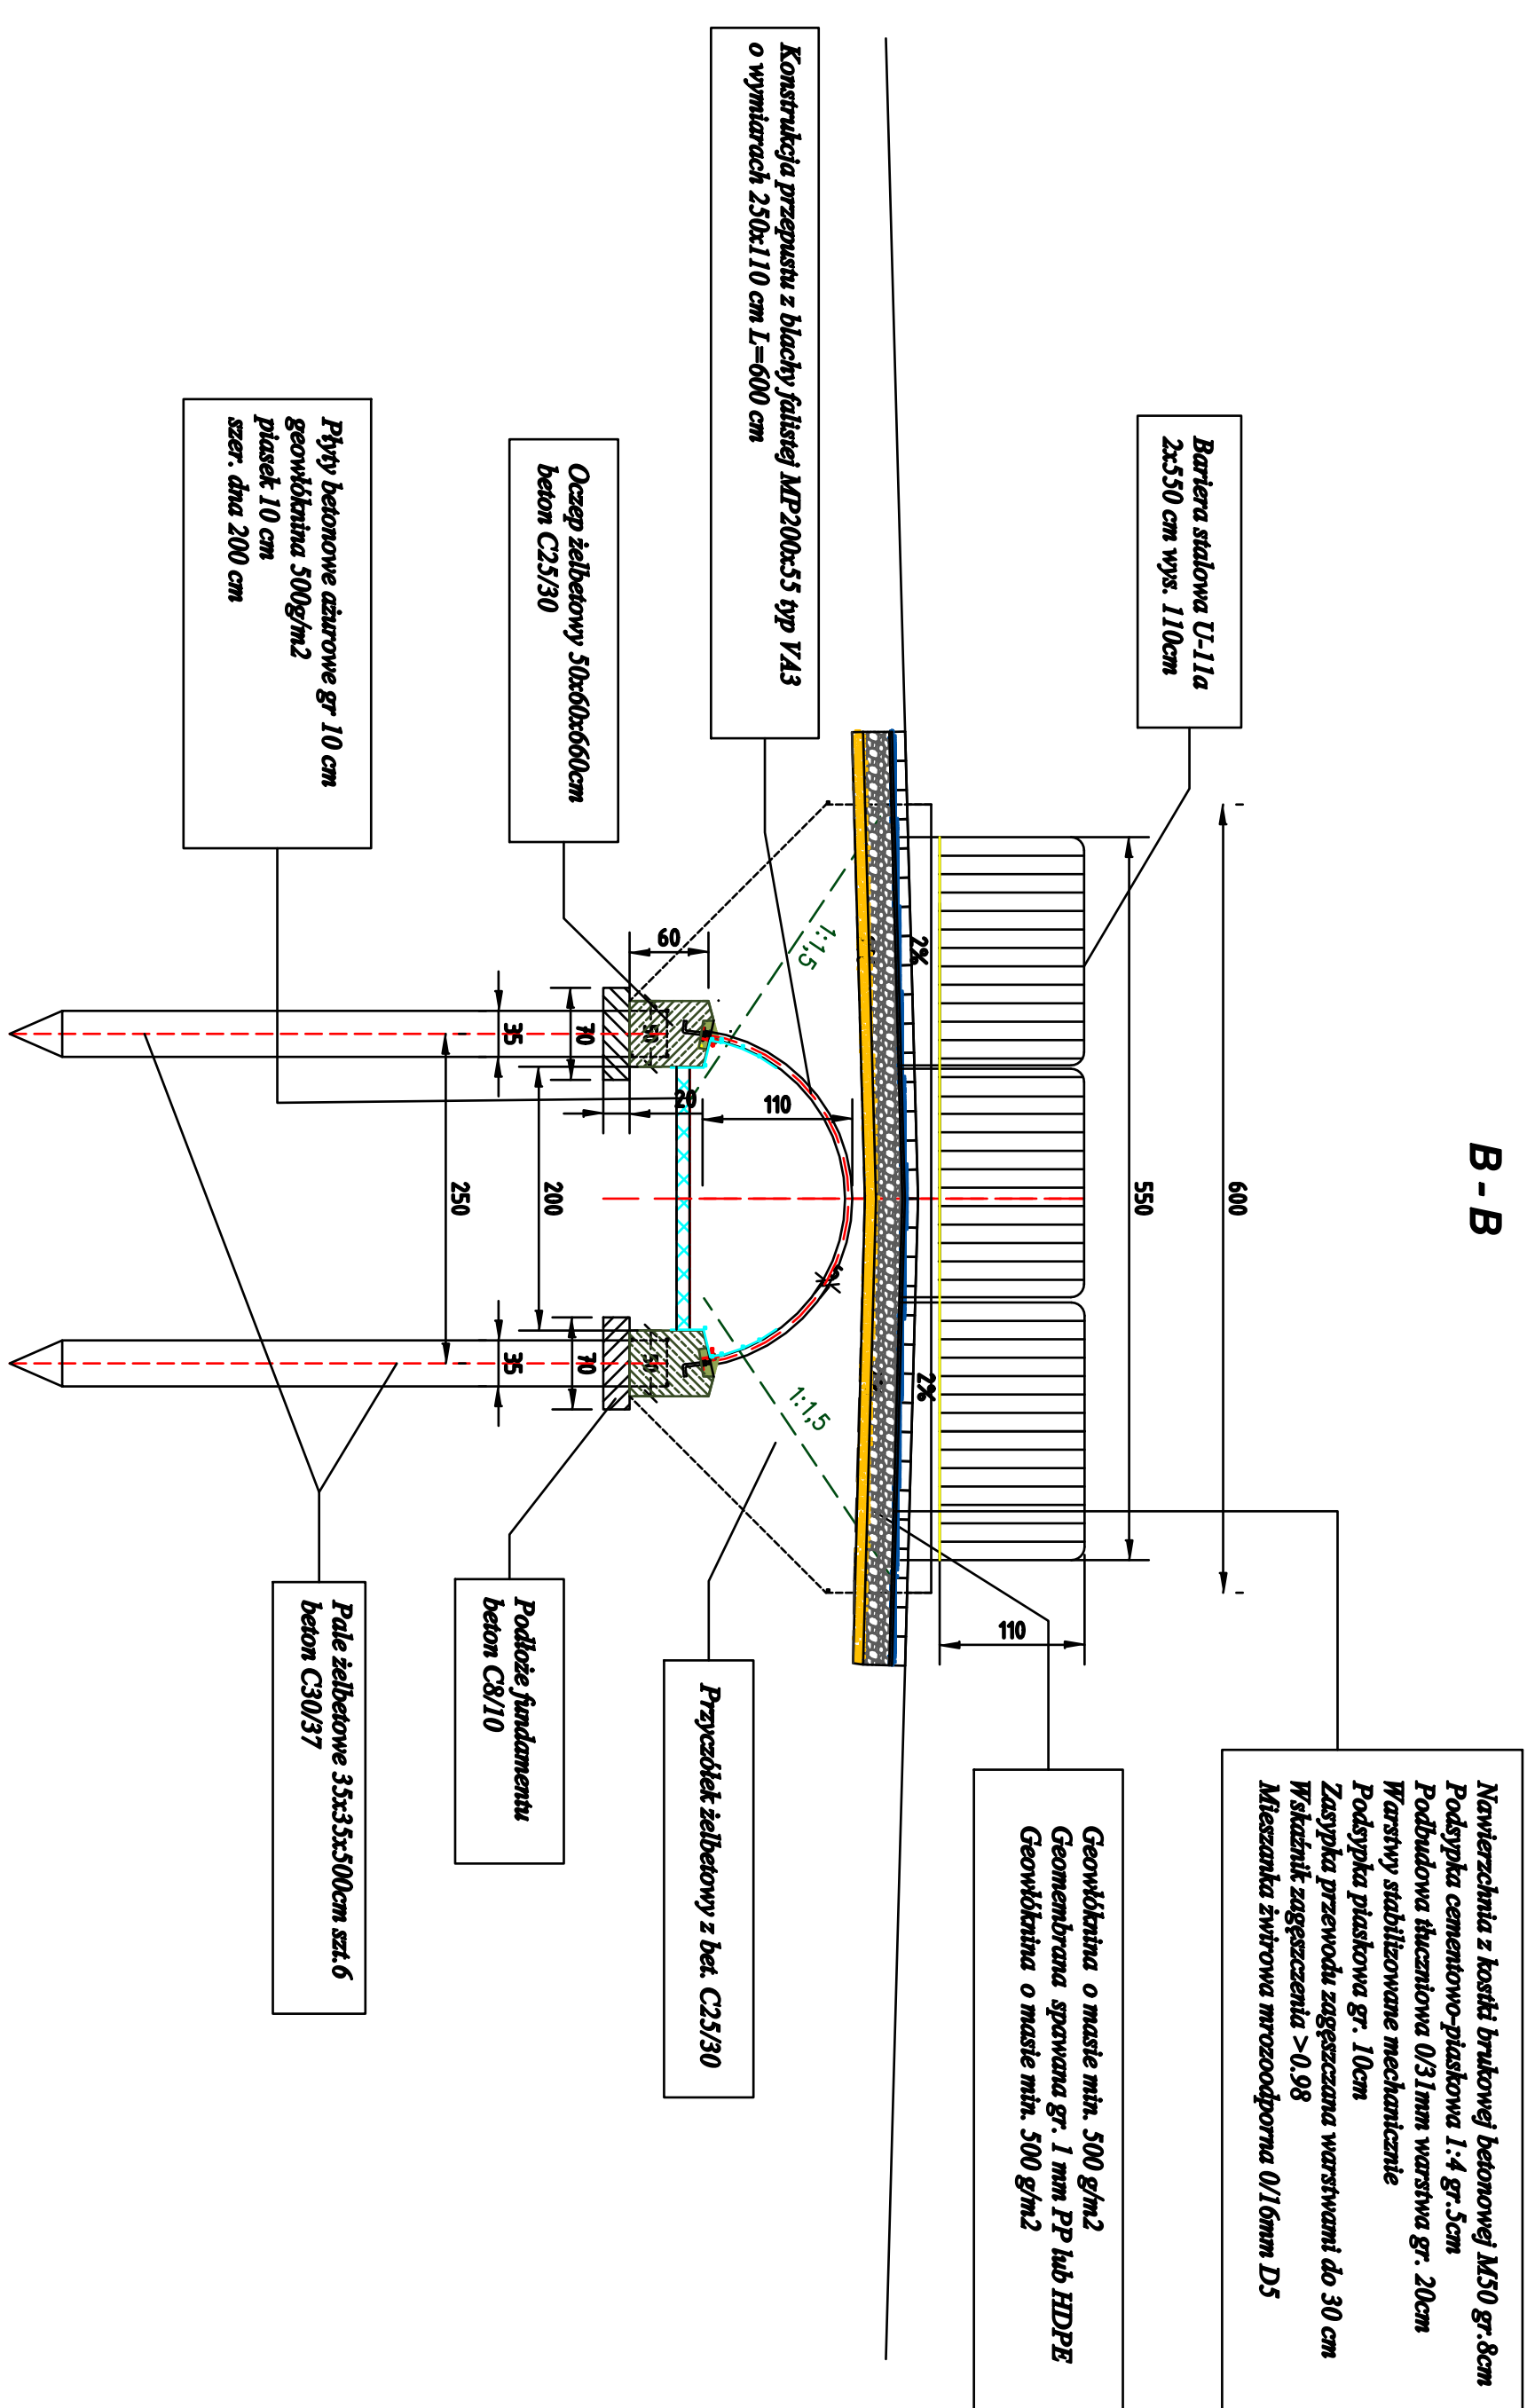 B - B
Bariera stalowa U-11a
2x550 cm wys. 110cm
600
550
Nawierzchnia z kostki brukowej betonowej M50 gr.8cm
Podsypka cementowo-piaskowa 1:4 gr.5cm
Podbudowa tłuczniowa 0/31mm warstwa gr. 20cm
Warstwy stabilizowane mechanicznie
Podsypka piaskowa gr. 10cm
Zasypka przewodu zagęszczana warstwami do 30 cm
Wskaźnik zagęszczenia >0.98
Mieszanka żwirowa mrozoodporna 0/16mm D5
110
Geowłóknina o masie min. 500 g/m2
Geomembrana spawana gr. 1 mm PP lub HDPE
Geowłóknina o masie min. 500 g/m2
2%
2%
Konstrukcja przepustu z blachy falistej MP200x55 typ VA3
o wymiarach 250x110 cm L=600 cm
1:1,5
1:1,5
110
60
20
Przyczółek żelbetowy z bet. C25/30
50
50
Oczep żelbetowy 50x60x660cm
beton C25/30
70
200
70
Podłoże fundamentu
beton C8/10
35
35
250
Płyty betonowe ażurowe gr 10 cm
geowłóknina 500g/m2
piasek 10 cm
szer. dna 200 cm
Pale żelbetowe 35x35x500cm szt.6
beton C30/37